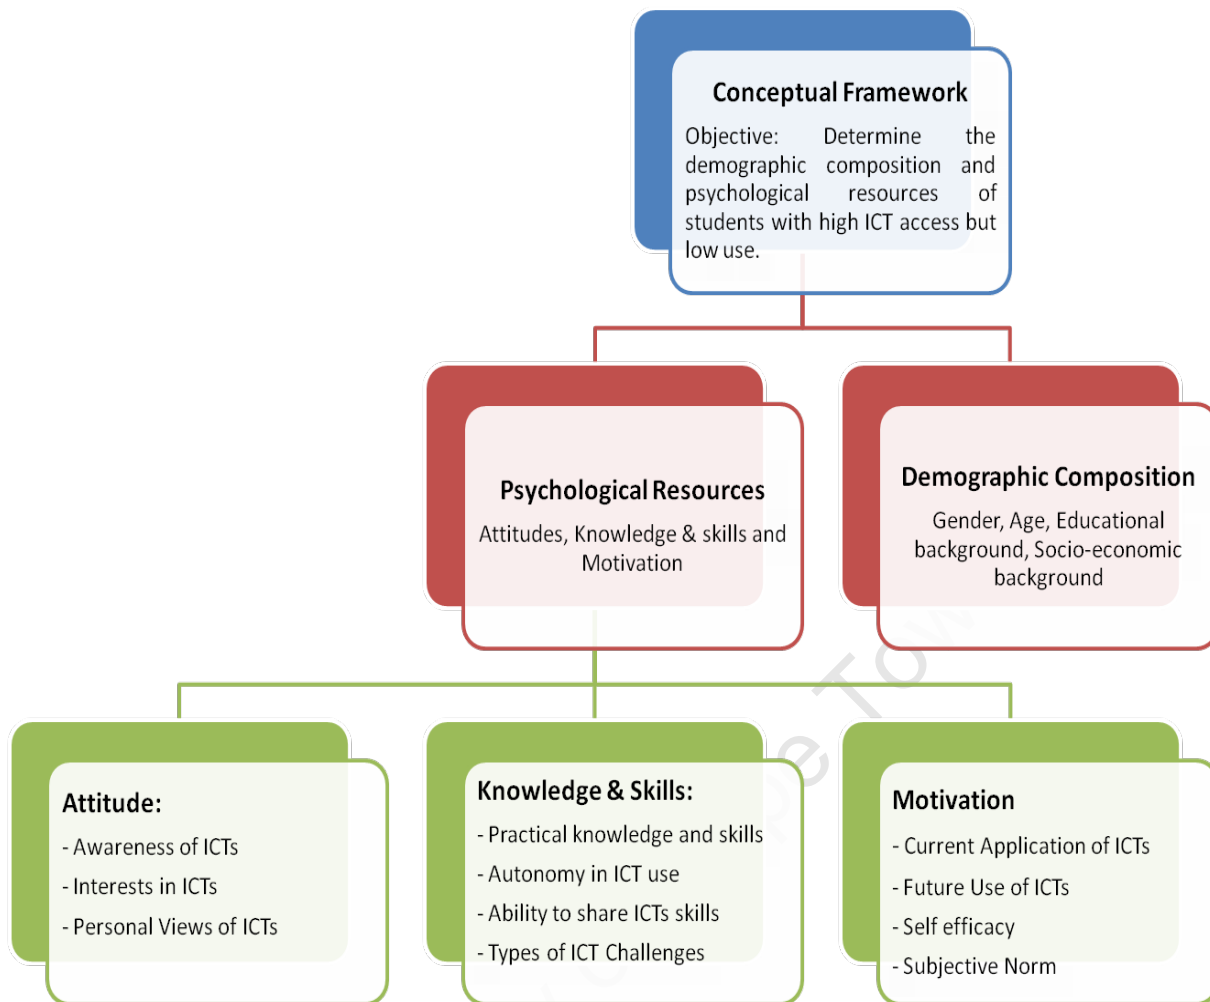 Conceptual Framework
Objective: Determine the
demographic composition and
psychological resources of
students with high ICT access but
low use.
Psychological Resources
Attitudes, Knowledge & skills and
Motivation
Demographic Composition
Gender, Age, Educational
background, Socio-economic
background
Attitude:
- Awareness of ICTs
- Interests in ICTs
- Personal Views of ICTs
Knowledge & Skills:
- Practical knowledge and skills
- Autonomy in ICT use
- Ability to share ICTs skills
- Types of ICT Challenges
Motivation
- Current Application of ICTs
- Future Use of ICTs
- Self efficacy
- Subjective Norm